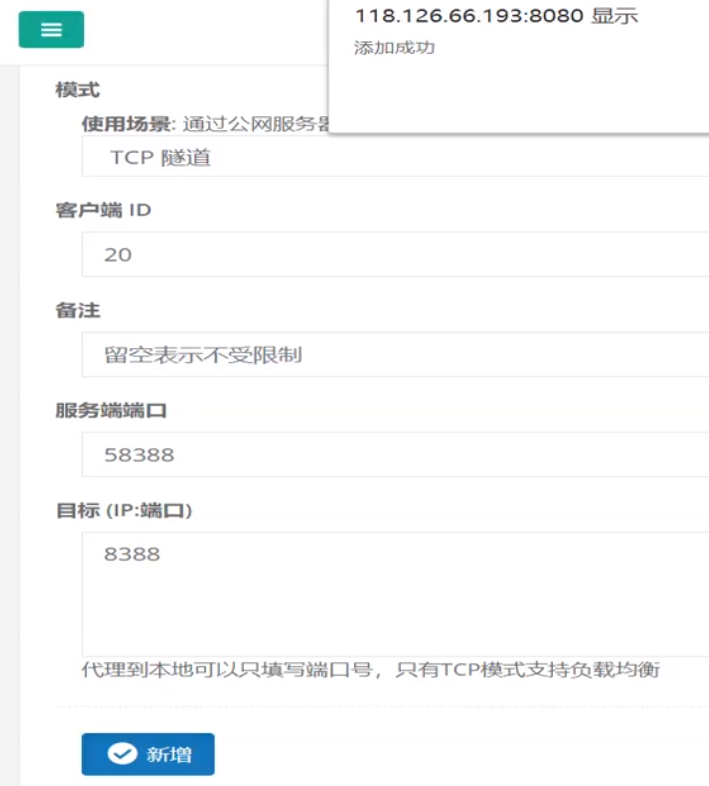 118.126.66.193:8080 显示
添加成功
模式
使用场景: 通过公网服务器
TCP 隧道
客户端 ID
20
备注
留空表示不受限制
服务端端口
58388
目标 (IP:端口)
8388
代理到本地可以只填写端口号，只有TCP模式支持负载均衡
新增